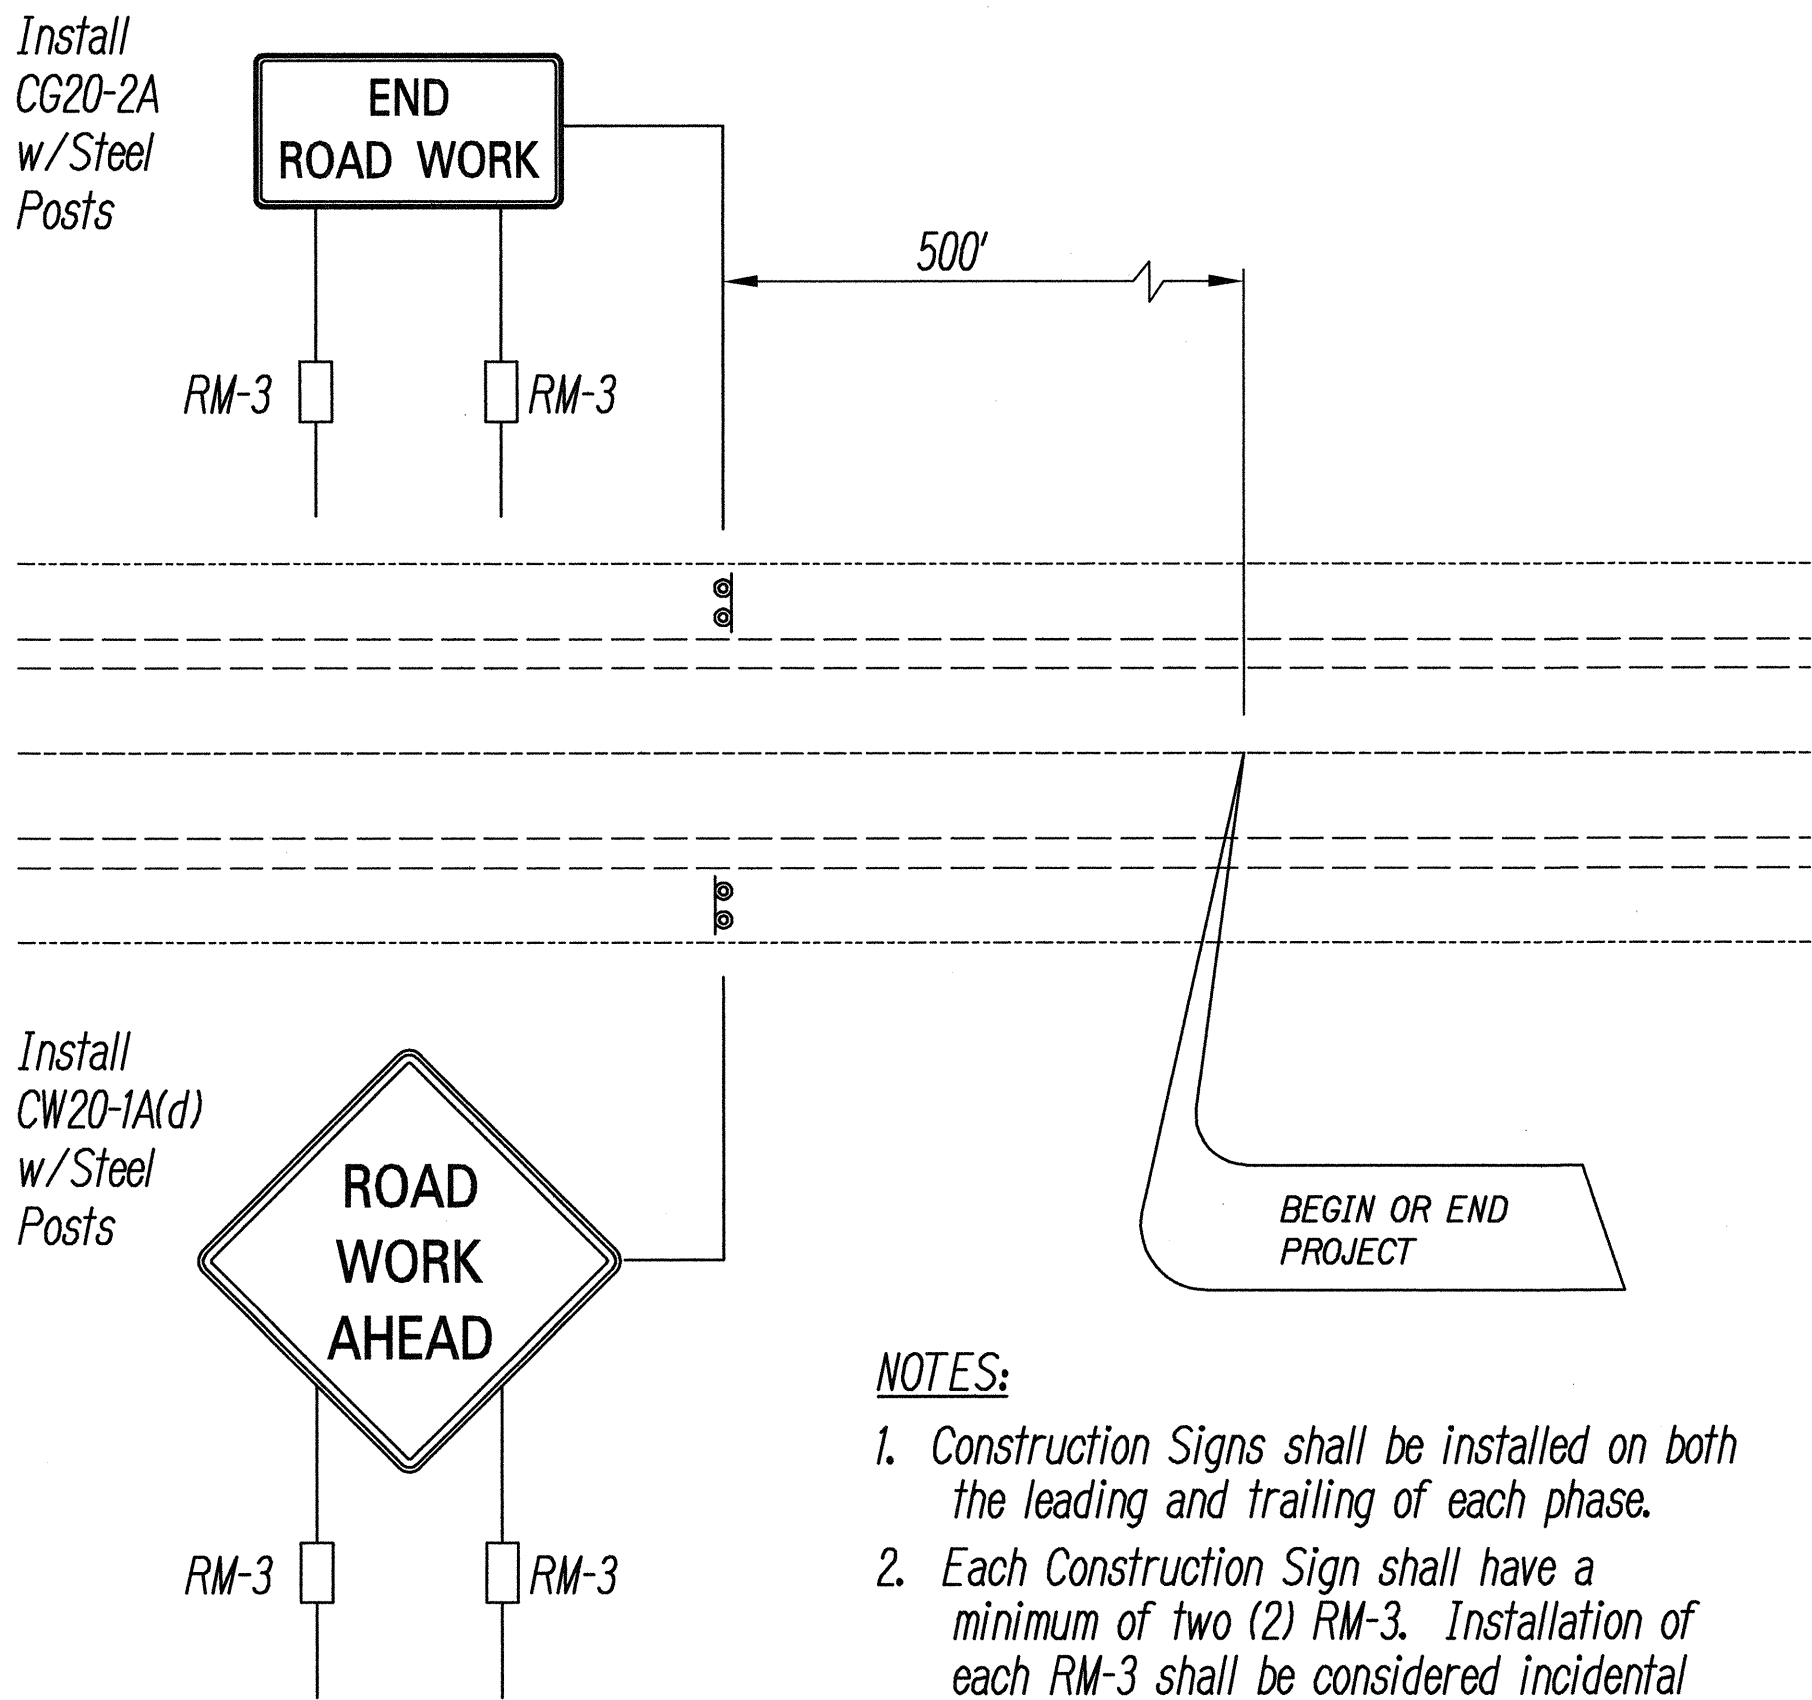 Install
CG20-2A
w/Steel
Posts
END
ROAD WORK
500'
RM-3
RM-3
Install
CW20-1A(d)
w/Steel
Posts
ROAD
WORK
AHEAD
RM-3
RM-3
BEGIN OR END
PROJECT
NOTES:
1. Construction Signs shall be installed on both
the leading and trailing of each phase.
2. Each Construction Sign shall have a
minimum of two (2) RM-3. Installation of
each RM-3 shall be considered incidental